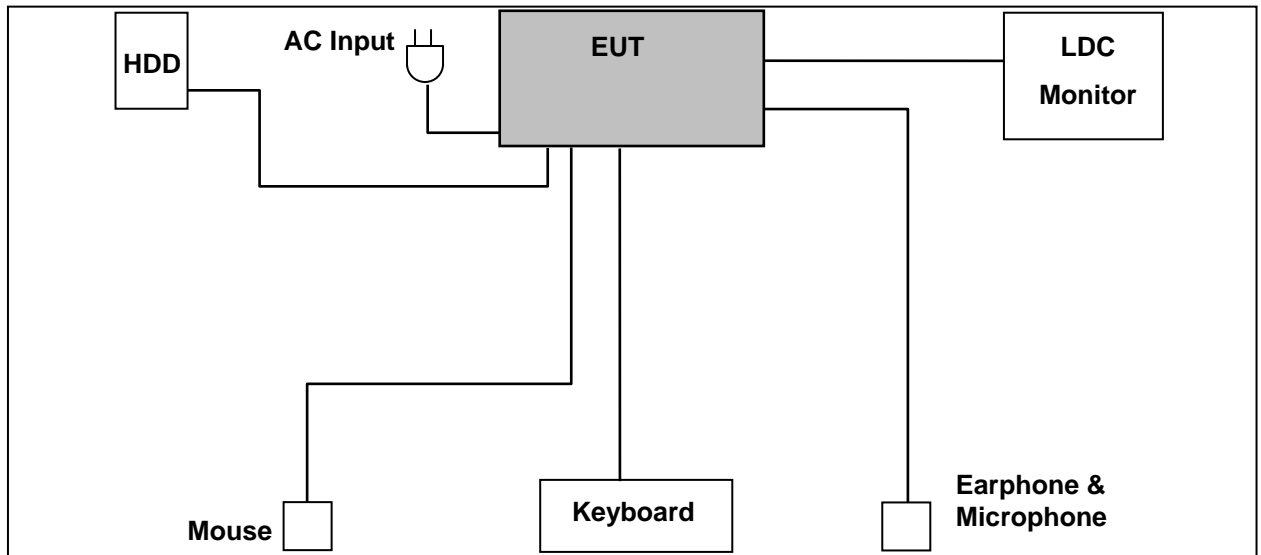 HDD
AC Input
EUT
LDC
Monitor
Mouse
Keyboard
Earphone &
Microphone